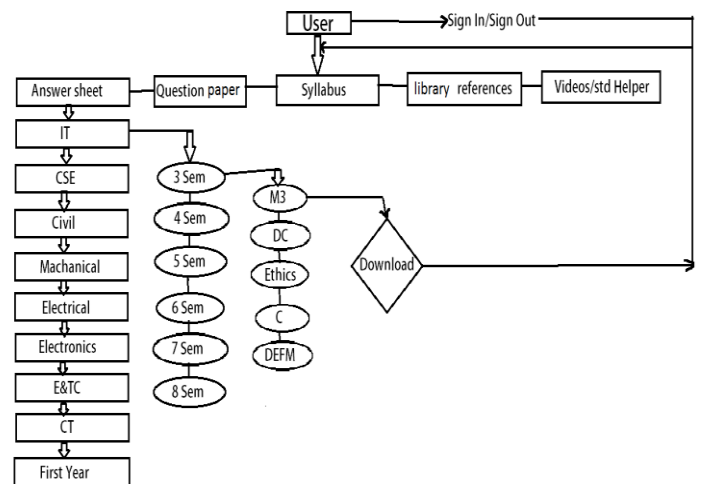 User
Sign In/Sign Out
Answer sheet
Question paper
Syllabus
library references
Videos/std Helper
IT
CSE
Civil
Machanical
Electrical
Electronics
E&TC
CT
First Year
3 Sem
4 Sem
5 Sem
6 Sem
7 Sem
8 Sem
M3
DC
Ethics
C
DEFM
Download